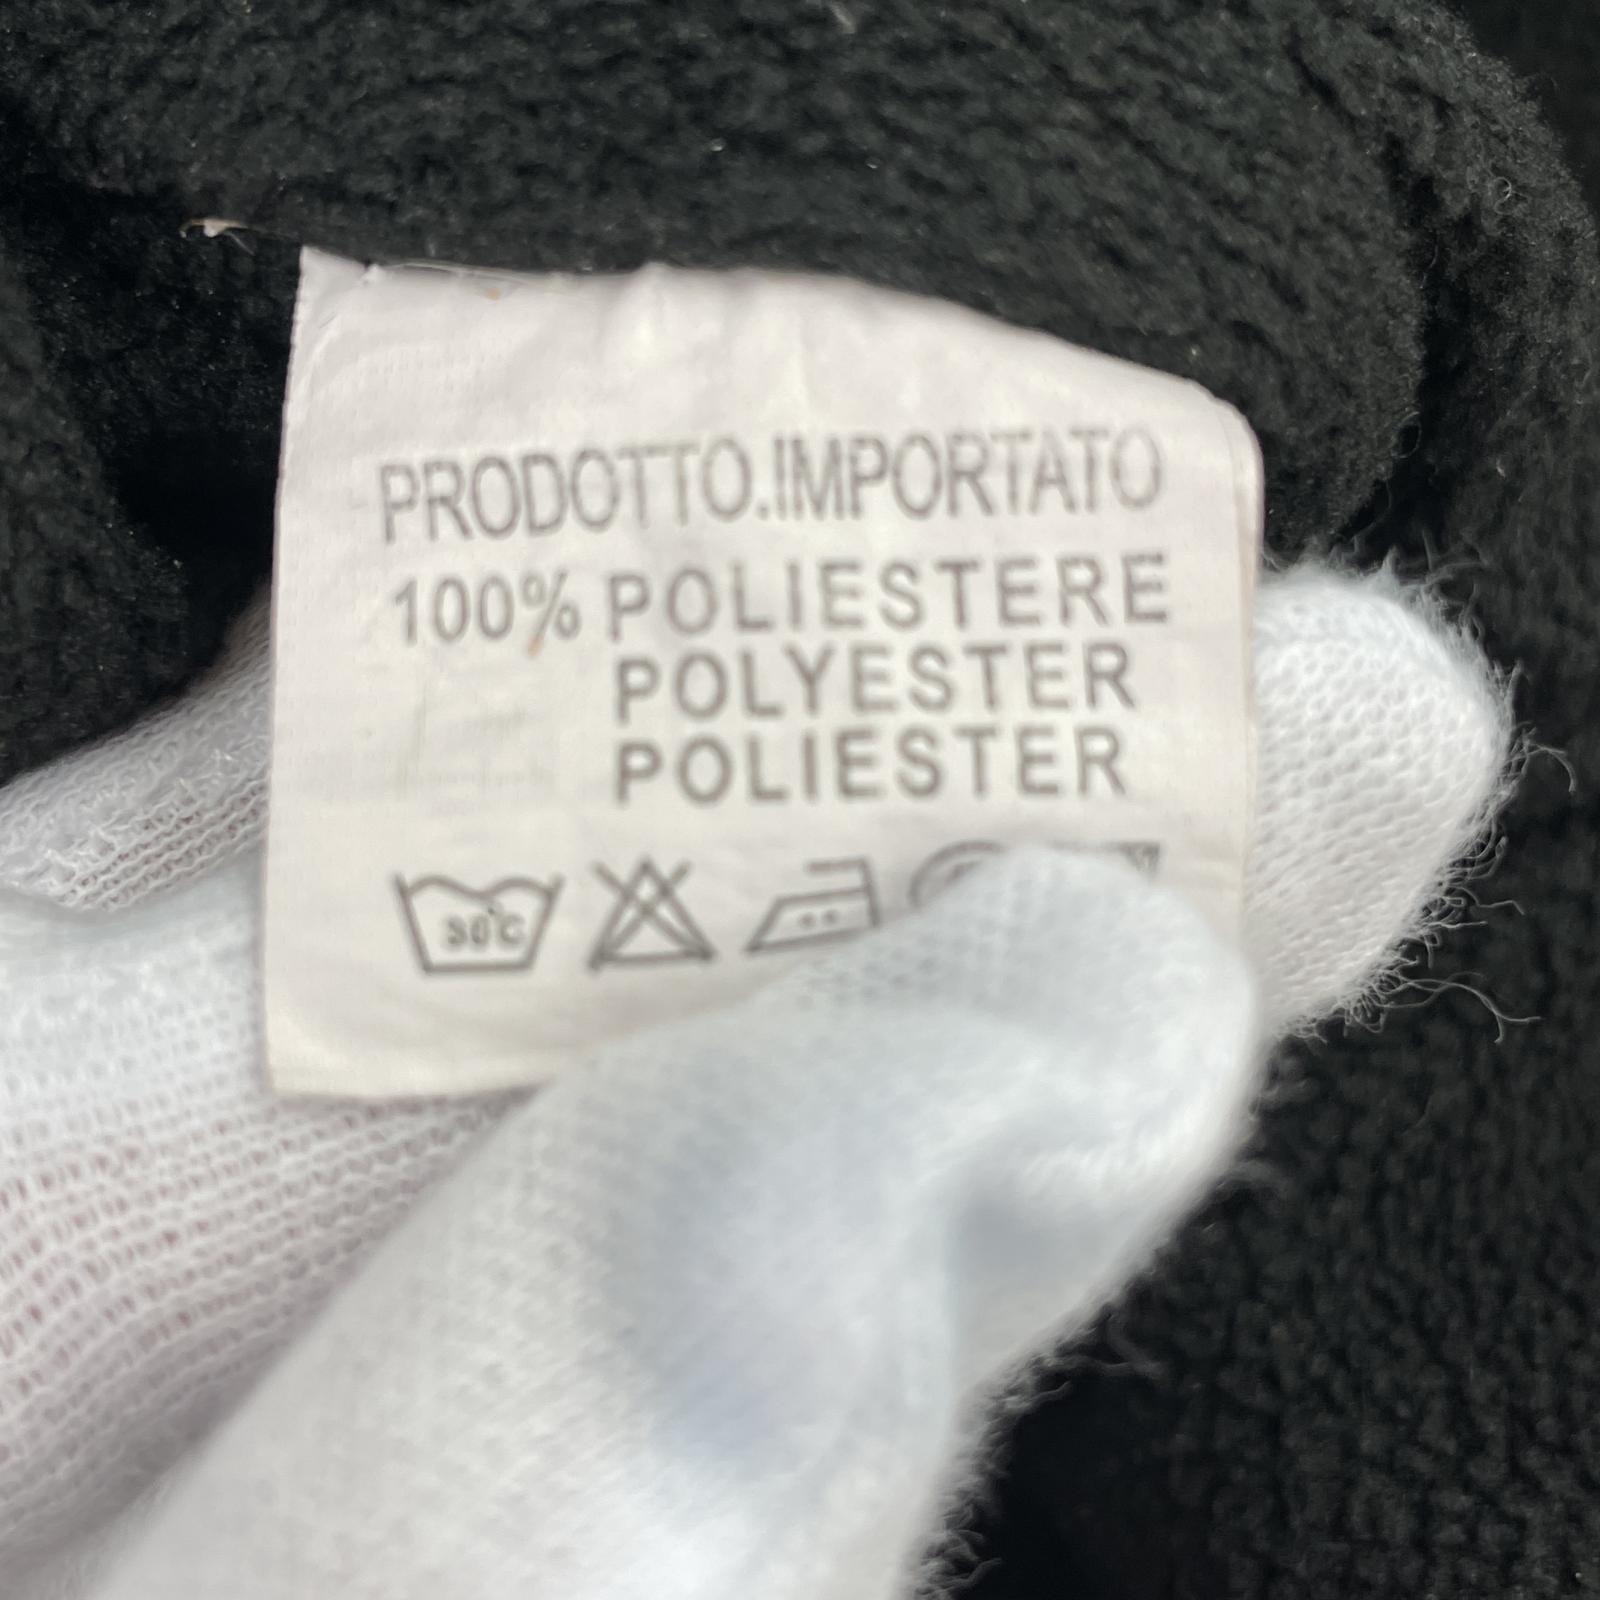 PRODOTTO.IMPORTATO
100% POLIESTERE
POLYESTER
POLIESTER
30°C